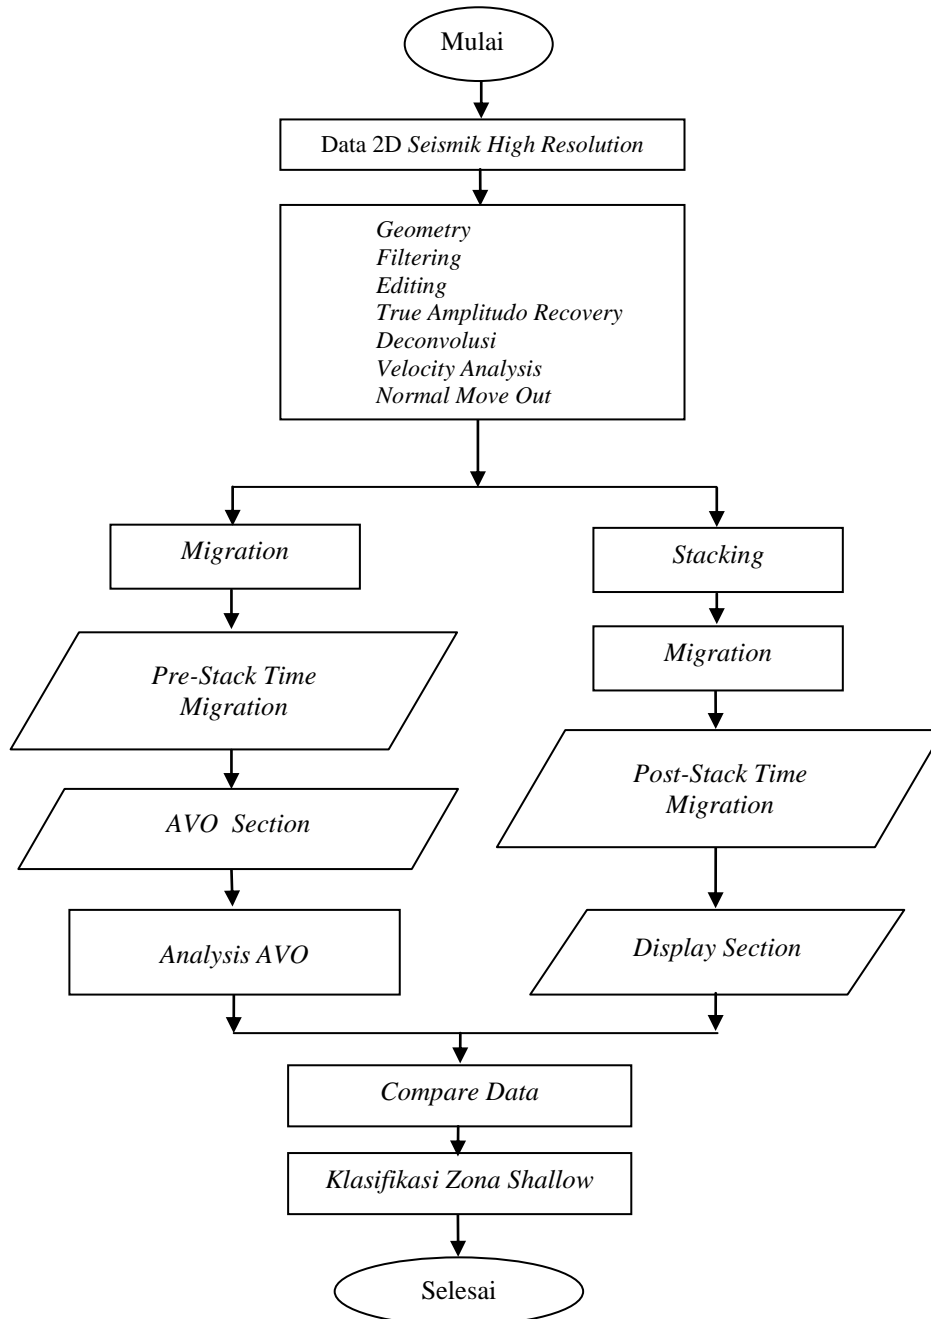 Mulai
Data 2D Seismik High Resolution
Geometry
Filtering
Editing
True Amplitudo Recovery
Deconvolusi
Velocity Analysis
Normal Move Out
Migration
Pre-Stack Time
Migration
AVO Section
Analysis AVO
Stacking
Migration
Post-Stack Time
Migration
Display Section
Compare Data
Klasifikasi Zona Shallow
Selesai